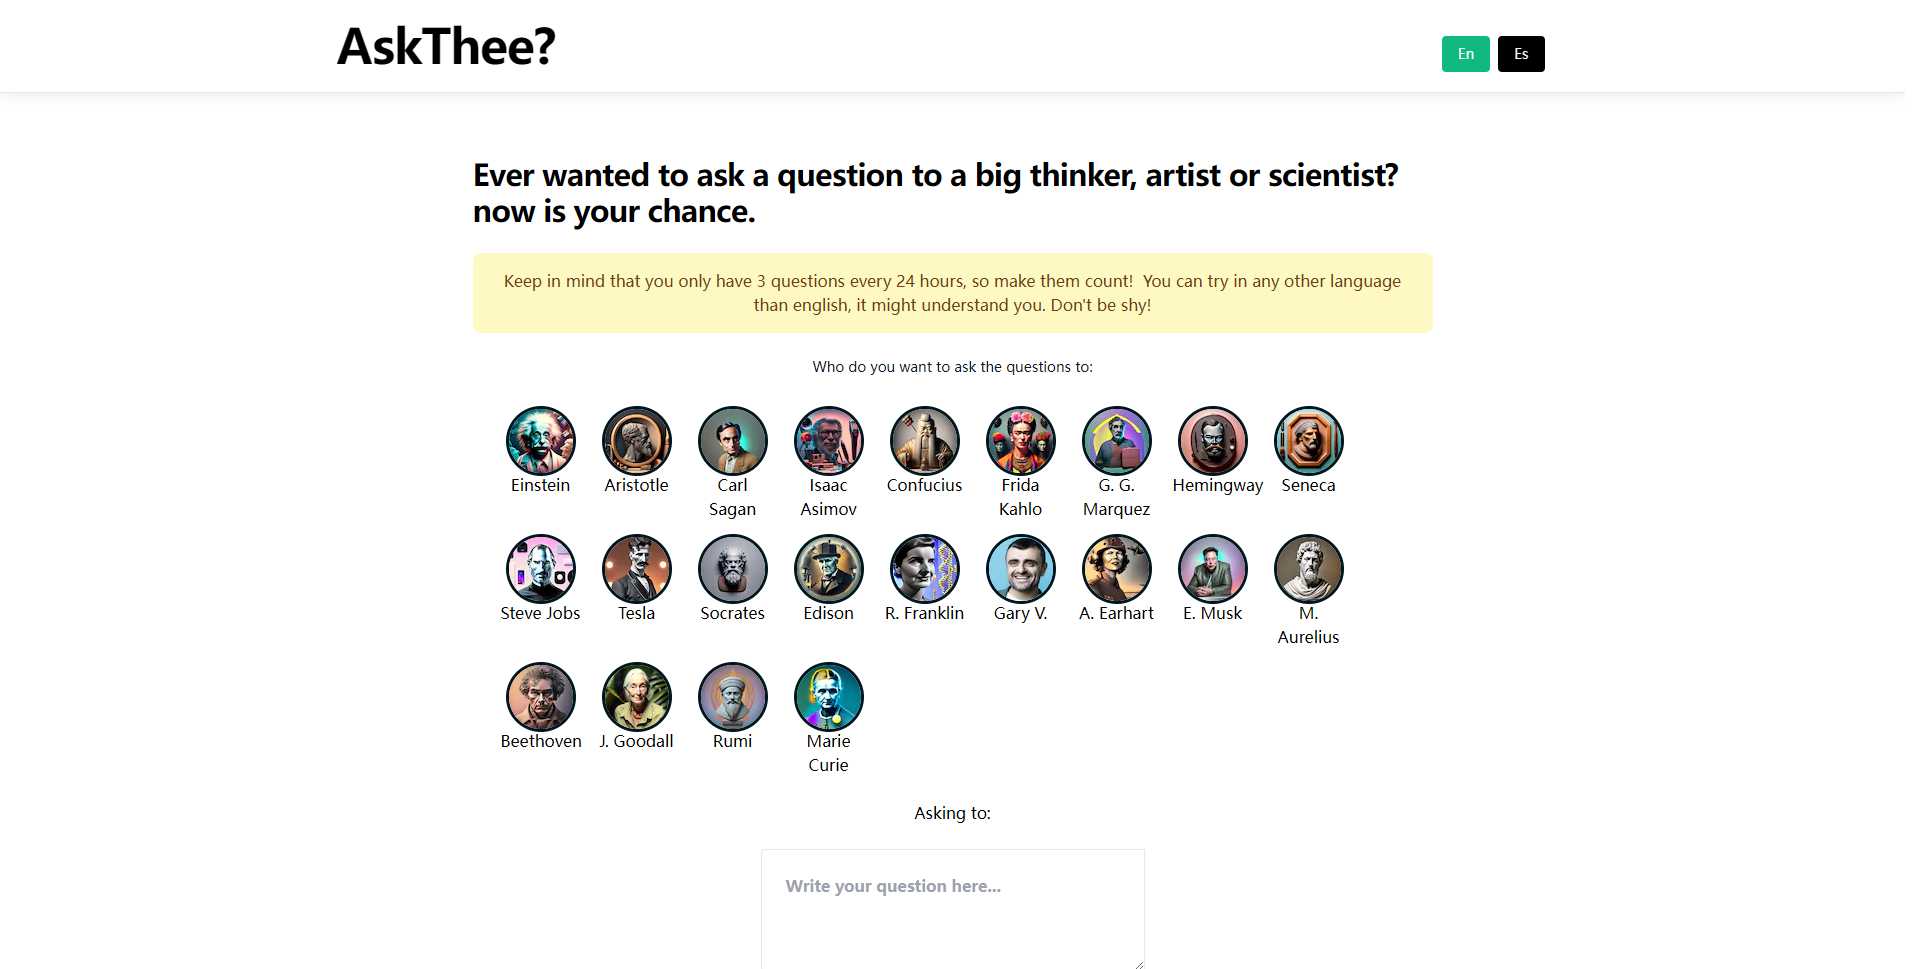 AskThee?
En Es
Ever wanted to ask a question to a big thinker, artist or scientist?
now is your chance.
Keep in mind that you only have 3 questions every 24 hours, so make them count!  You can try in any other language
than english, it might understand you. Don't be shy!
Who do you want to ask the questions to:
Einstein
Aristotle
Carl
Sagan
Isaac
Asimov
Confucius
Frida
Kahlo
G. G.
Marquez
Hemingway
Seneca
Steve Jobs
Tesla
Socrates
Edison
R. Franklin
Gary V.
A. Earhart
E. Musk
M.
Aurelius
Beethoven
J. Goodall
Rumi
Marie
Curie
Asking to:
Write your question here...